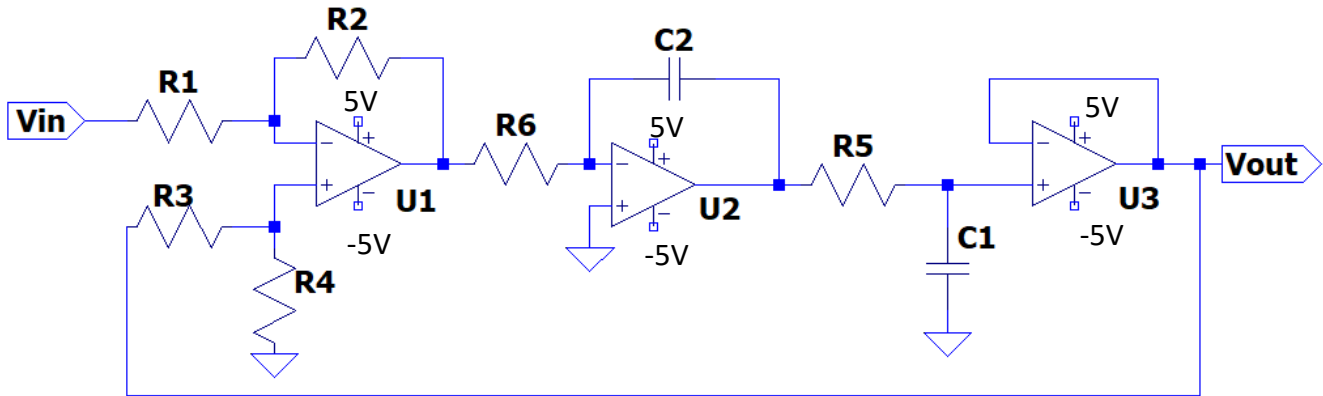 R2
C2
R1
5V
5V
5V
Vin
R6
R5
Vout
- + - + - +
+ - + - + -
R3
U1
U2
U3
-5V
-5V
-5V
C1
R4